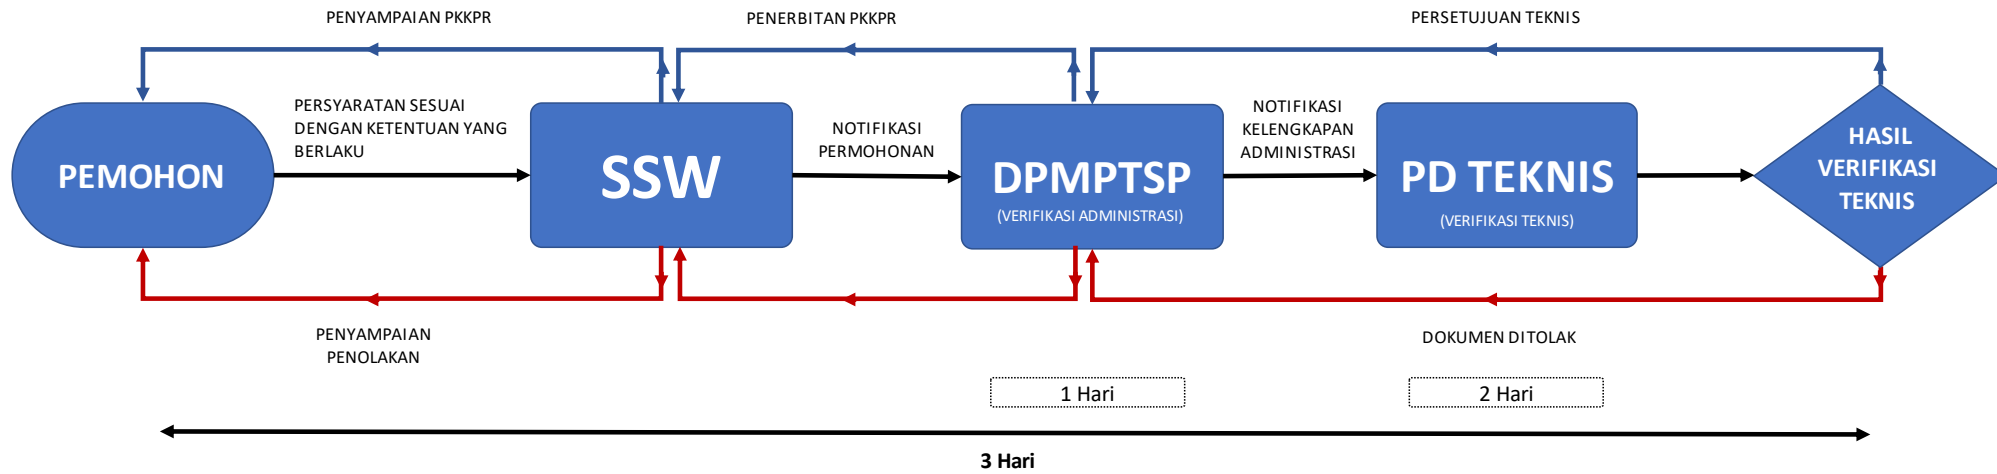 PENYAMPAIAN PKKPR
PENERBITAN PKKPR
PERSETUJUAN TEKNIS
PEMOHON
PERSYARATAN SESUAI
DENGAN KETENTUAN YANG
BERLAKU
SSW
NOTIFIKASI
PERMOHONAN
DPMPTSP
(VERIFIKASI ADMINISTRASI)
NOTIFIKASI
KELENGKAPAN
ADMINISTRASI
PD TEKNIS
(VERIFIKASI TEKNIS)
HASIL
VERIFIKASI
TEKNIS
PENYAMPAIAN
PENOLAKAN
DOKUMEN DITOLAK
1 Hari
2 Hari
3 Hari